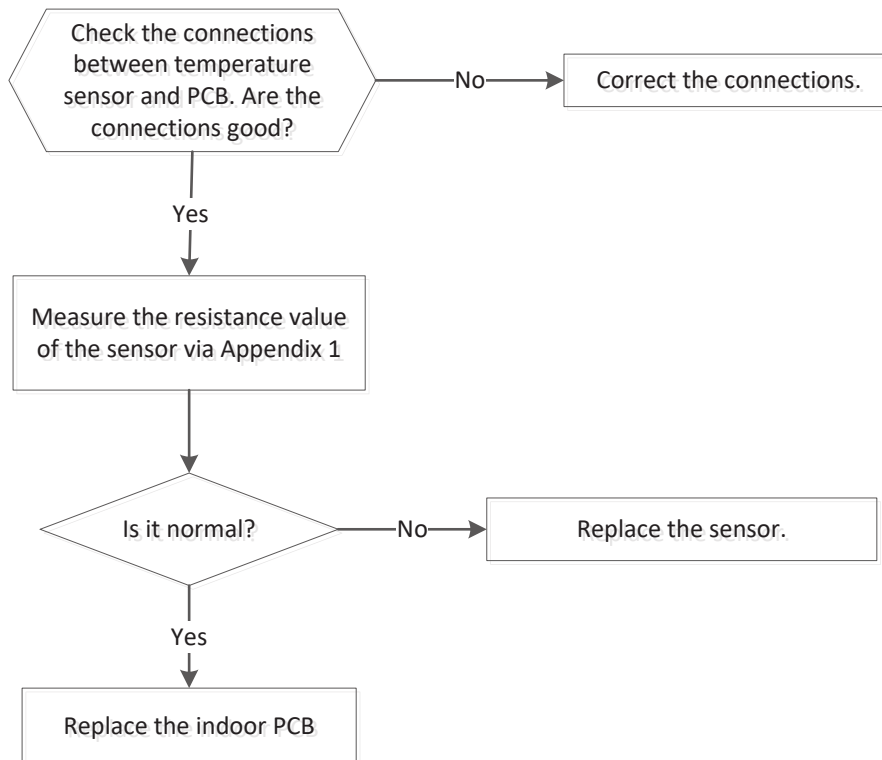 Check the connections
between temperature
sensor and PCB. Are the
connections good?
No
Correct the connections.
Yes
Measure the resistance value
of the sensor via Appendix 1
Is it normal?
No
Replace the sensor.
Yes
Replace the indoor PCB